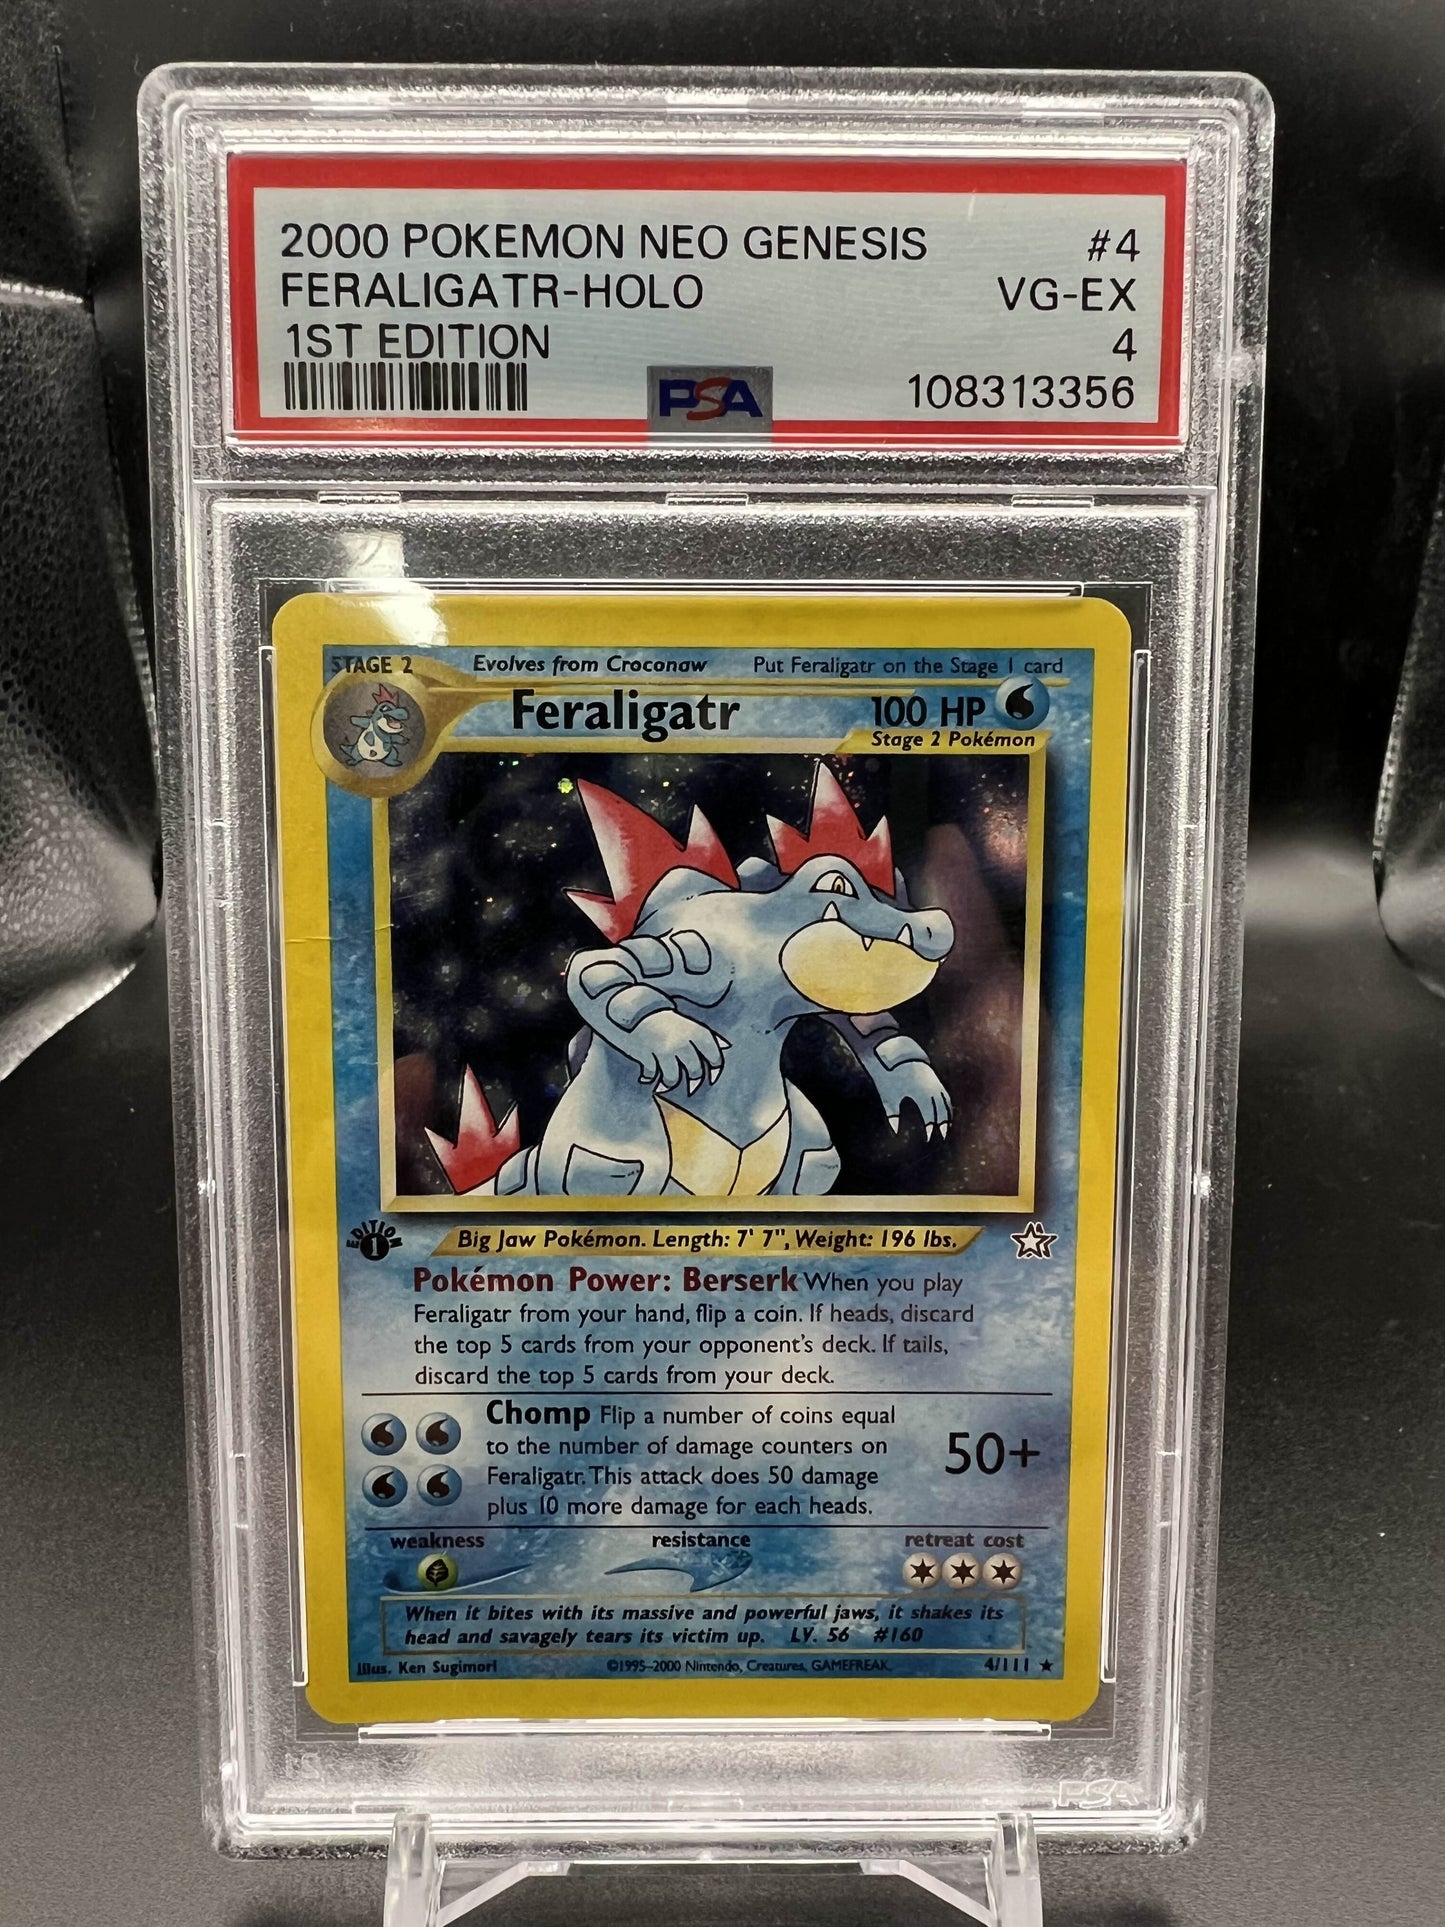 2000 POKEMON NEO GENESIS #4
FERALIGATR-HOLO VG-EX
1ST EDITION 4
PSA 108313356
STAGE 2 Evolves from Croconaw Put Feraligatr on the Stage 1 card
Feraligatr 100 HP
Stage 2 Pokémon
EDITION
1
Big Jaw Pokémon. Length: 7' 7", Weight: 196 lbs.
Pokémon Power: Berserk When you play
Feraligatr from your hand, flip a coin. If heads, discard
the top 5 cards from your opponent's deck. If tails,
discard the top 5 cards from your deck.
Chomp Flip a number of coins equal
to the number of damage counters on
Feraligatr. This attack does 50 damage
plus 10 more damage for each heads.
50+
weakness resistance retreat cost
When it bites with its massive and powerful jaws, it shakes its
head and savagely tears its victim up. LV. 56 #160
Illus. Ken Sugimori ©1995–2000 Nintendo, Creatures, GAMEFREAK. 4/111
PSA